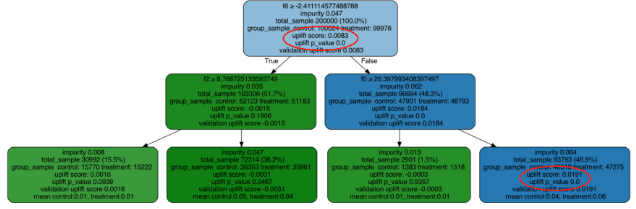 f6 ≥ -2.411114577488788
impurity 0.047
total_sample 200000 (100.0%)
group_sample control: 100024 treatment: 99976
uplift score: 0.0083
uplift p_value 0.0
validation uplift score 0.0083
True
False
f2 ≥ 8.766725133593749
impurity 0.035
total_sample 103306 (51.7%)
group_sample control: 52123 treatment: 51183
uplift score: -0.0015
uplift p_value 0.1908
validation uplift score -0.0015
f6 ≥ 26.397993408397497
impurity 0.062
total_sample 96694 (48.3%)
group_sample control: 47901 treatment: 48793
uplift score: 0.0184
uplift p_value 0.0
validation uplift score 0.0184
impurity 0.008
total_sample 30992 (15.5%)
group_sample control: 15770 treatment: 15222
uplift score: 0.0016
uplift p_value 0.0939
validation uplift score 0.0016
mean control:0.01, treatment:0.01
impurity 0.047
total_sample 72314 (36.2%)
group_sample control: 36353 treatment: 35961
uplift score: -0.0031
uplift p_value 0.0487
validation uplift score -0.0031
mean control:0.05, treatment:0.04
impurity 0.013
total_sample 2901 (1.5%)
group_sample control: 1383 treatment: 1518
uplift score: -0.0003
uplift p_value 0.9357
validation uplift score -0.0003
mean control:0.01, treatment:0.01
impurity 0.064
total_sample 93793 (46.9%)
group_sample control: 46518 treatment: 47275
uplift score: 0.0191
uplift p_value 0.0
validation uplift score 0.0191
mean control:0.04, treatment:0.06